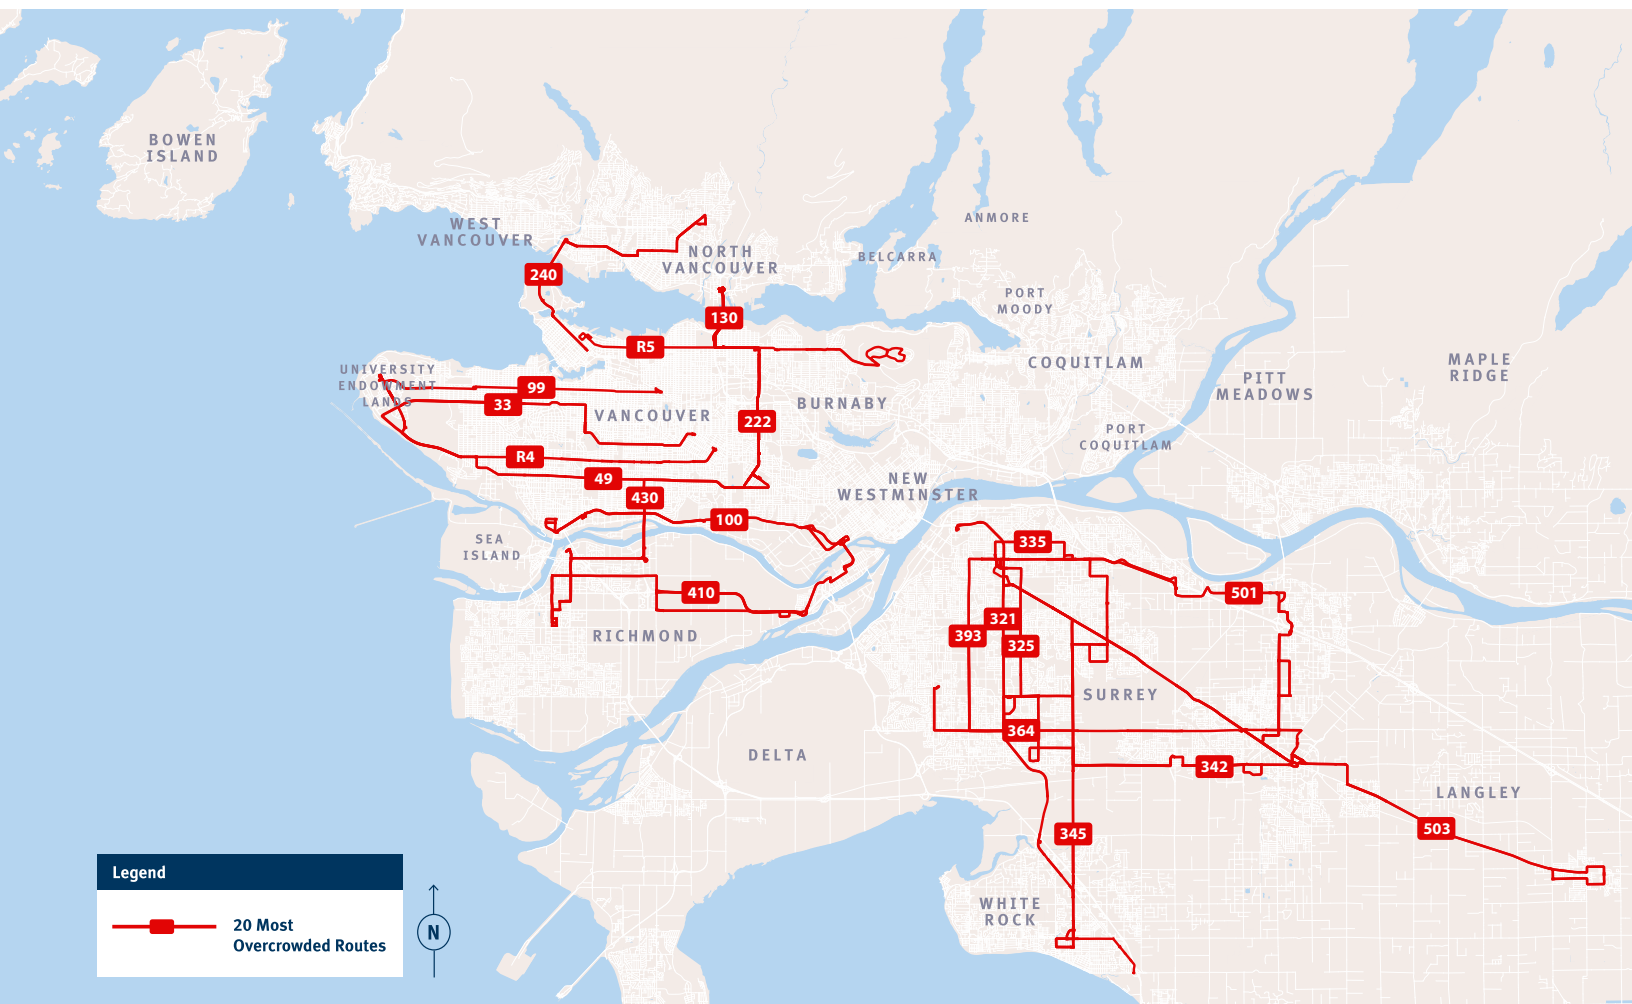 BOWEN
ISLAND
WEST
VANCOUVER
ANMORE
NORTH
VANCOUVER
BELCARRA
240
PORT
MOODY
130
R5
UNIVERSITY
ENDOWMENT
LANDS
COQUITLAM
MAPLE
RIDGE
PITT
MEADOWS
99
33
VANCOUVER
BURNABY
222
PORT
COQUITLAM
R4
49
NEW
WESTMINSTER
430
100
SEA
ISLAND
335
410
501
321
393
325
RICHMOND
SURREY
364
DELTA
342
LANGLEY
503
345
WHITE
ROCK
Legend
20 Most
Overcrowded Routes
N